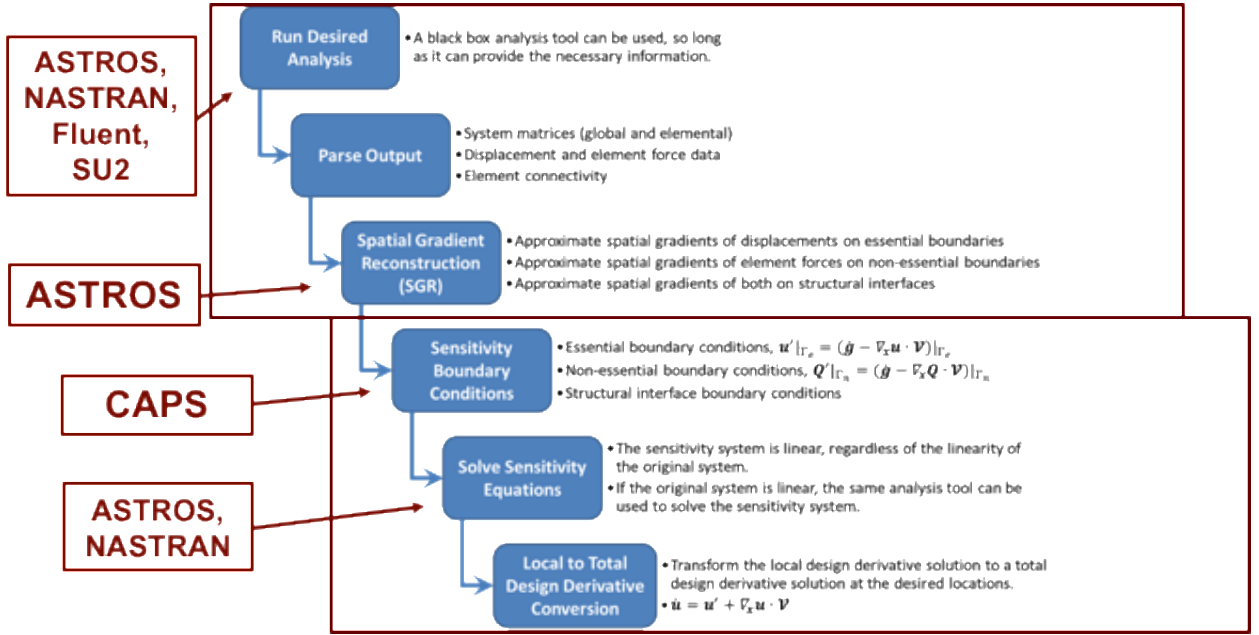 ASTROS,
NASTRAN,
Fluent,
SU2
Run Desired
Analysis
• A black box analysis tool can be used, so long
as it can provide the necessary information.
Parse Output
• System matrices (global and elemental)
• Displacement and element force data
• Element connectivity
ASTROS
Spatial Gradient
Reconstruction
(SGR)
• Approximate spatial gradients of displacements on essential boundaries
• Approximate spatial gradients of element forces on non-essential boundaries
• Approximate spatial gradients of both on structural interfaces
CAPS
Sensitivity
Boundary
Conditions
• Essential boundary conditions, u′|Γₑ = (ġ − ∇ₓu · 𝓥)|Γₑ
• Non-essential boundary conditions, Q′|Γₙ = (ġ − ∇ₓQ · 𝓥)|Γₙ
• Structural interface boundary conditions
ASTROS,
NASTRAN
Solve Sensitivity
Equations
• The sensitivity system is linear, regardless of the linearity of
the original system.
• If the original system is linear, the same analysis tool can be
used to solve the sensitivity system.
Local to Total
Design Derivative
Conversion
• Transform the local design derivative solution to a total
design derivative solution at the desired locations.
• u̇ = u′ + ∇ₓu · 𝓥